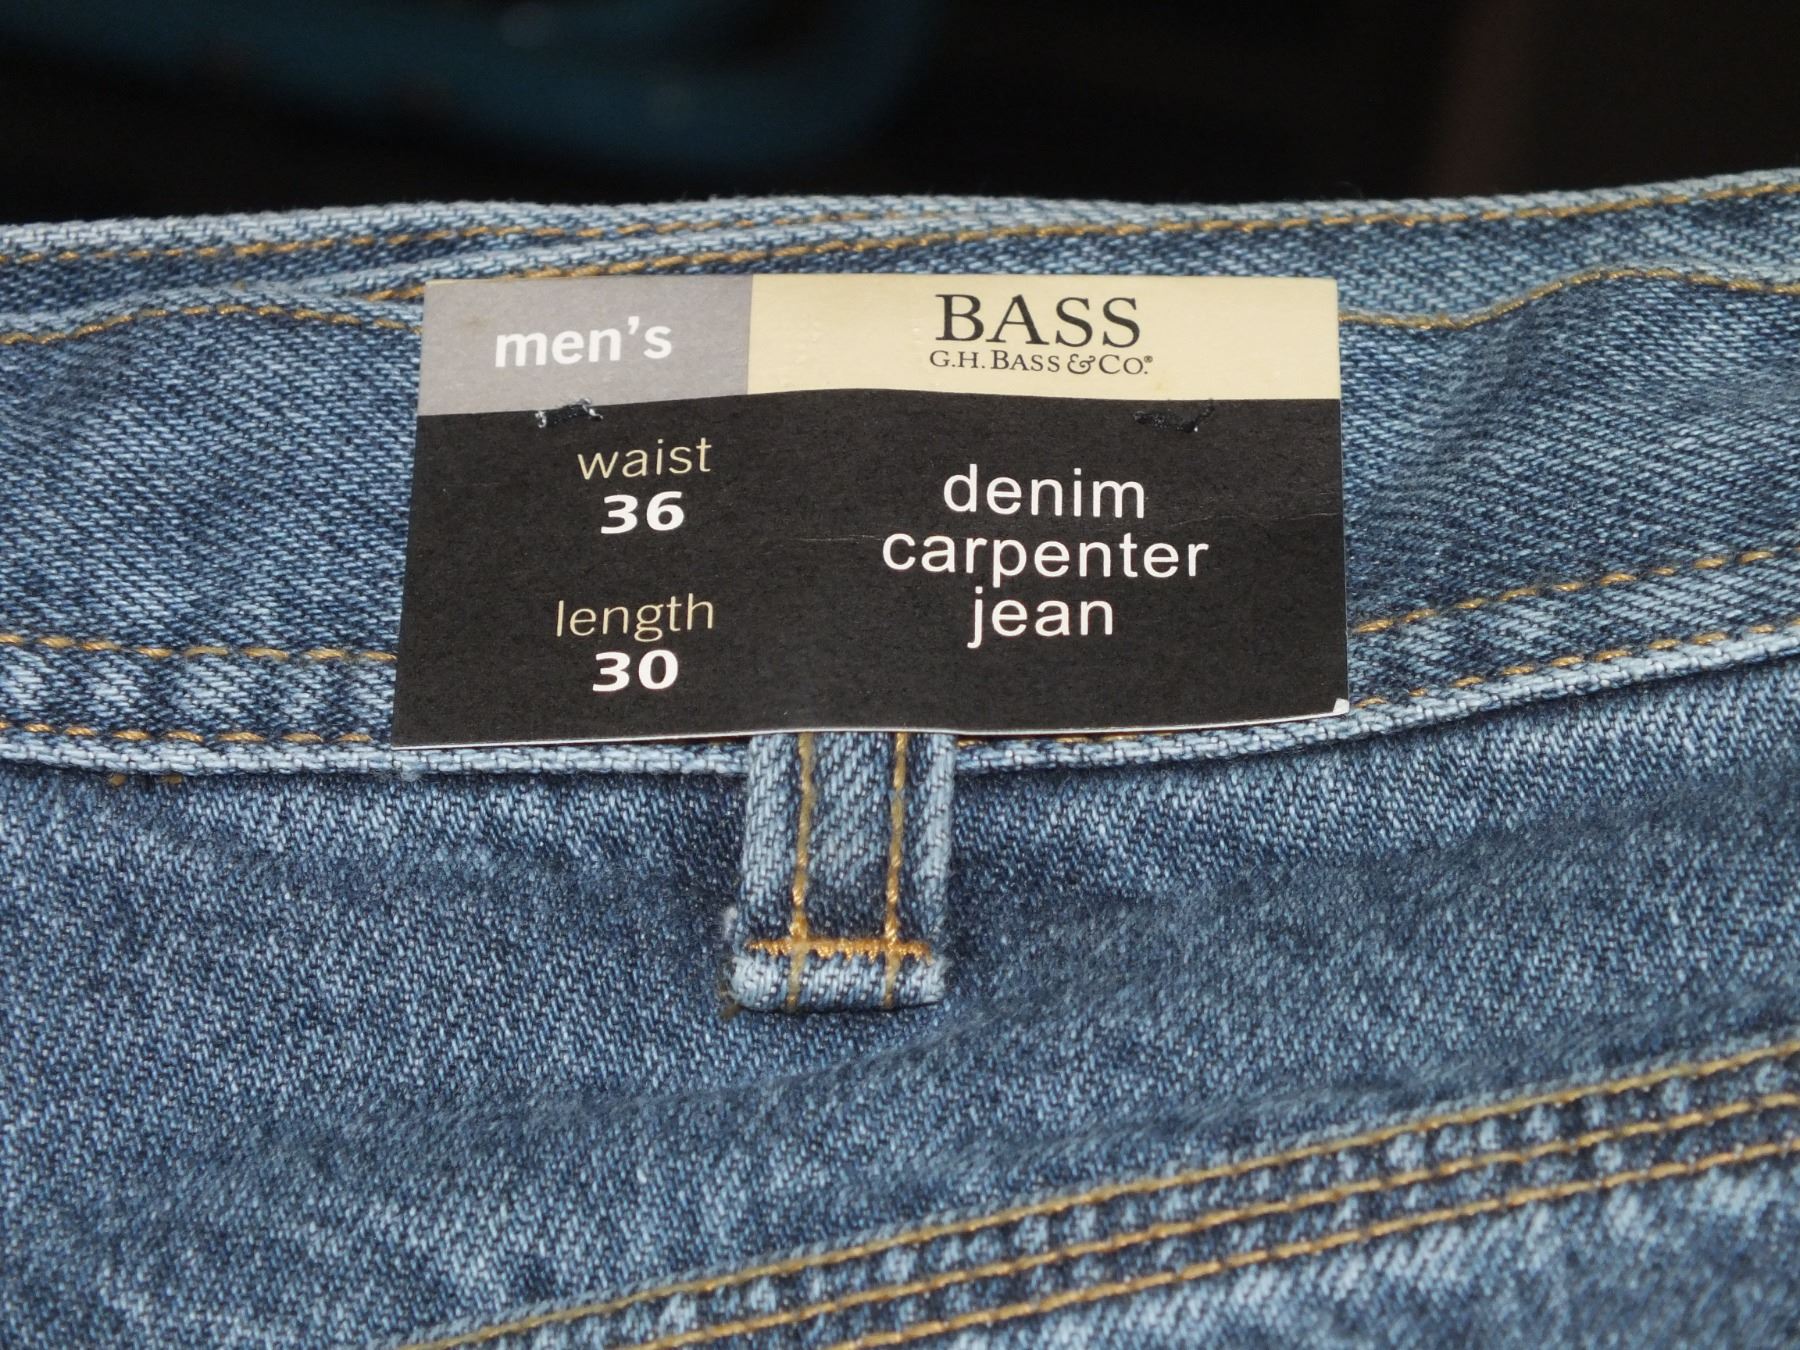 men's
BASS
G.H. BASS & CO.®
waist
36
length
30
denim
carpenter
jean